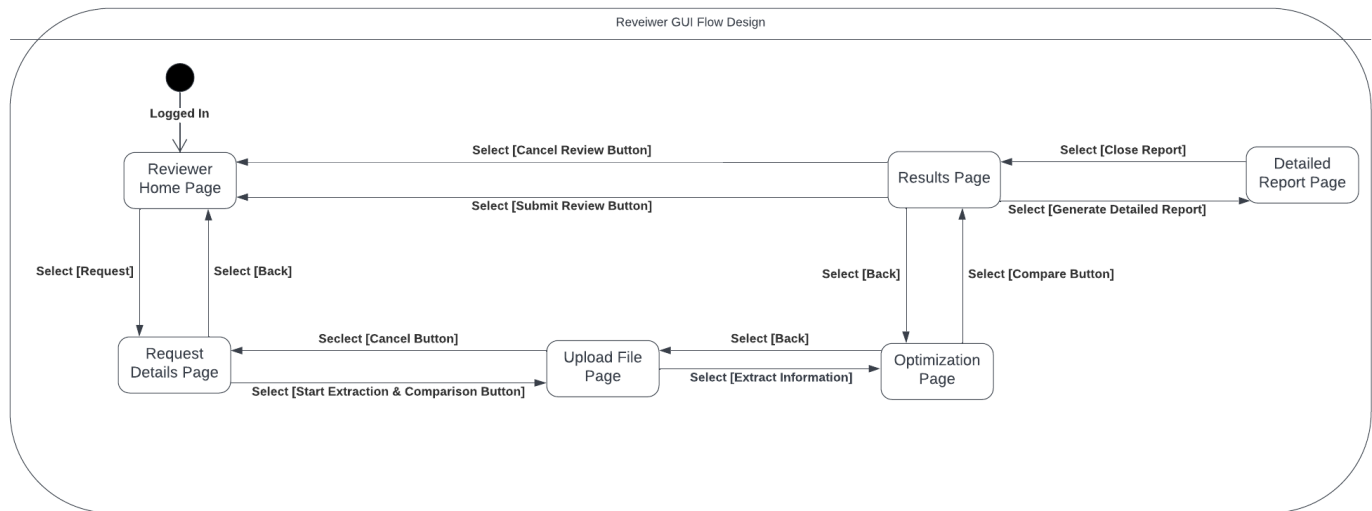 Reveiwer GUI Flow Design
Logged In
Reviewer
Home Page
Select [Cancel Review Button]
Select [Submit Review Button]
Results Page
Select [Close Report]
Select [Generate Detailed Report]
Detailed
Report Page
Select [Request]
Select [Back]
Select [Back]
Select [Compare Button]
Request
Details Page
Seclect [Cancel Button]
Select [Start Extraction & Comparison Button]
Upload File
Page
Select [Back]
Select [Extract Information]
Optimization
Page